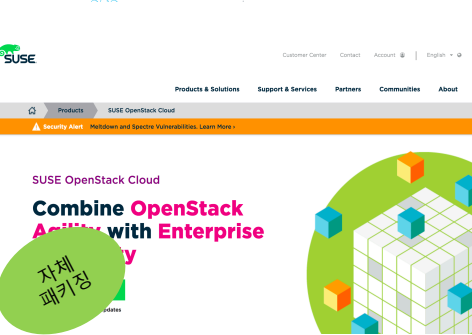 SUSE
Customer Center Contact Account English
Products & Solutions Support & Services Partners Communities About
Products SUSE OpenStack Cloud
Security Alert Meltdown and Spectre Vulnerabilities. Learn More ›
SUSE OpenStack Cloud
Combine OpenStack
Agility with Enterprise
자체
패키징